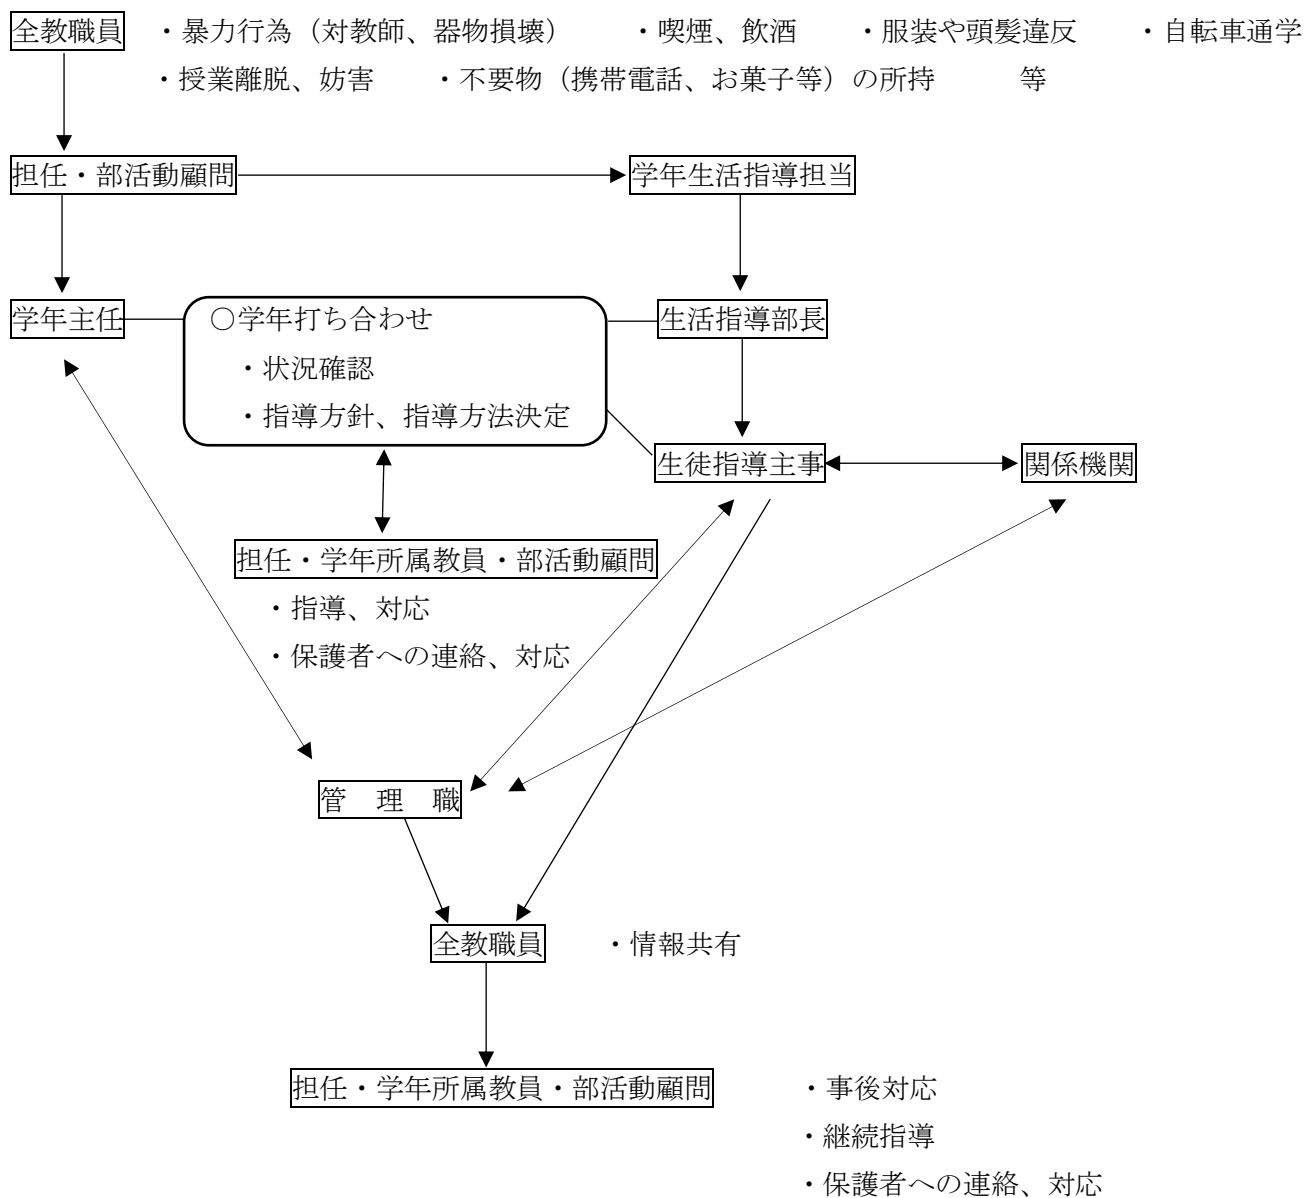 全教職員　・暴力行為（対教師、器物損壊）　・喫煙、飲酒　・服装や頭髪違反　・自転車通学
・授業離脱、妨害　・不要物（携帯電話、お菓子等）の所持　等
担任・部活動顧問　学年生活指導担当
学年主任　○学年打ち合わせ　生活指導部長
・状況確認
・指導方針、指導方法決定
生徒指導主事　関係機関
担任・学年所属教員・部活動顧問
・指導、対応
・保護者への連絡、対応
管　理　職
全教職員　・情報共有
担任・学年所属教員・部活動顧問　・事後対応
・継続指導
・保護者への連絡、対応